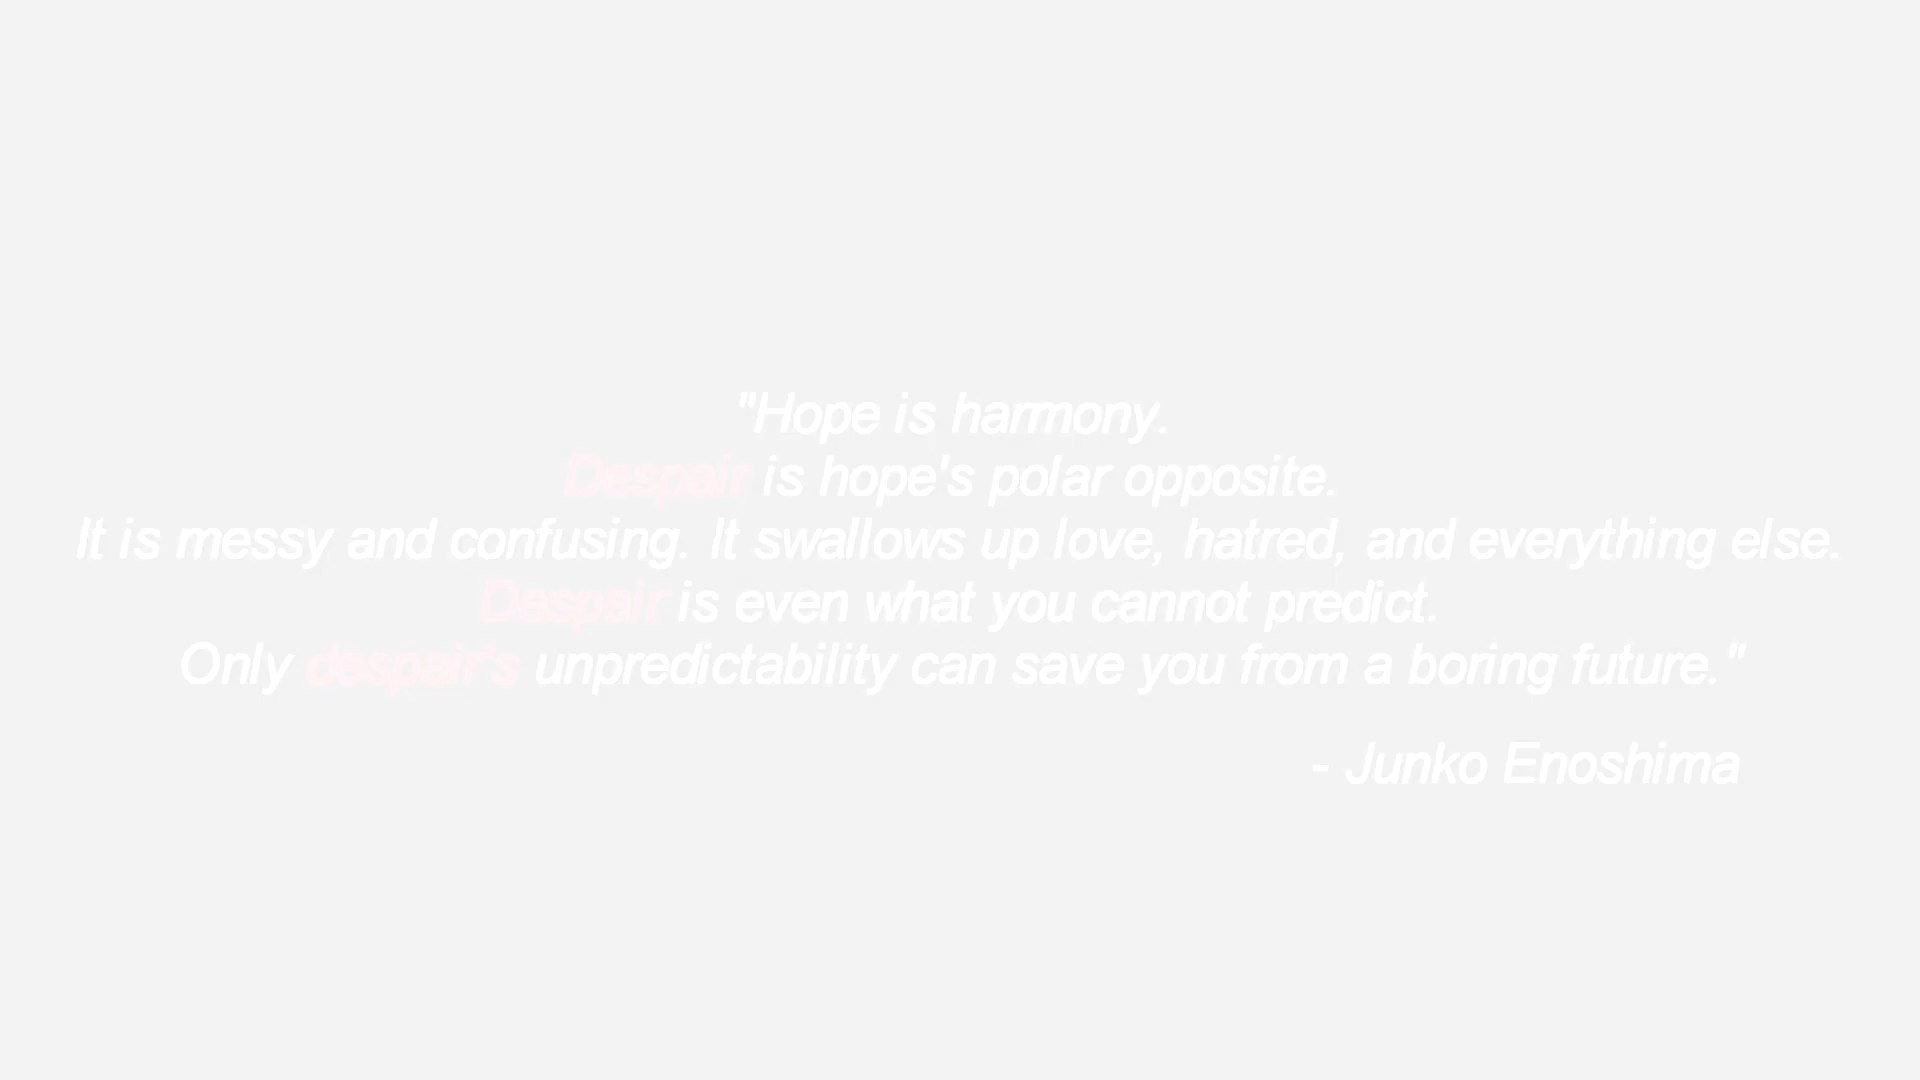 "Hope is harmony.
Despair is hope's polar opposite.
It is messy and confusing. It swallows up love, hatred, and everything else.
Despair is even what you cannot predict.
Only despair's unpredictability can save you from a boring future."
- Junko Enoshima